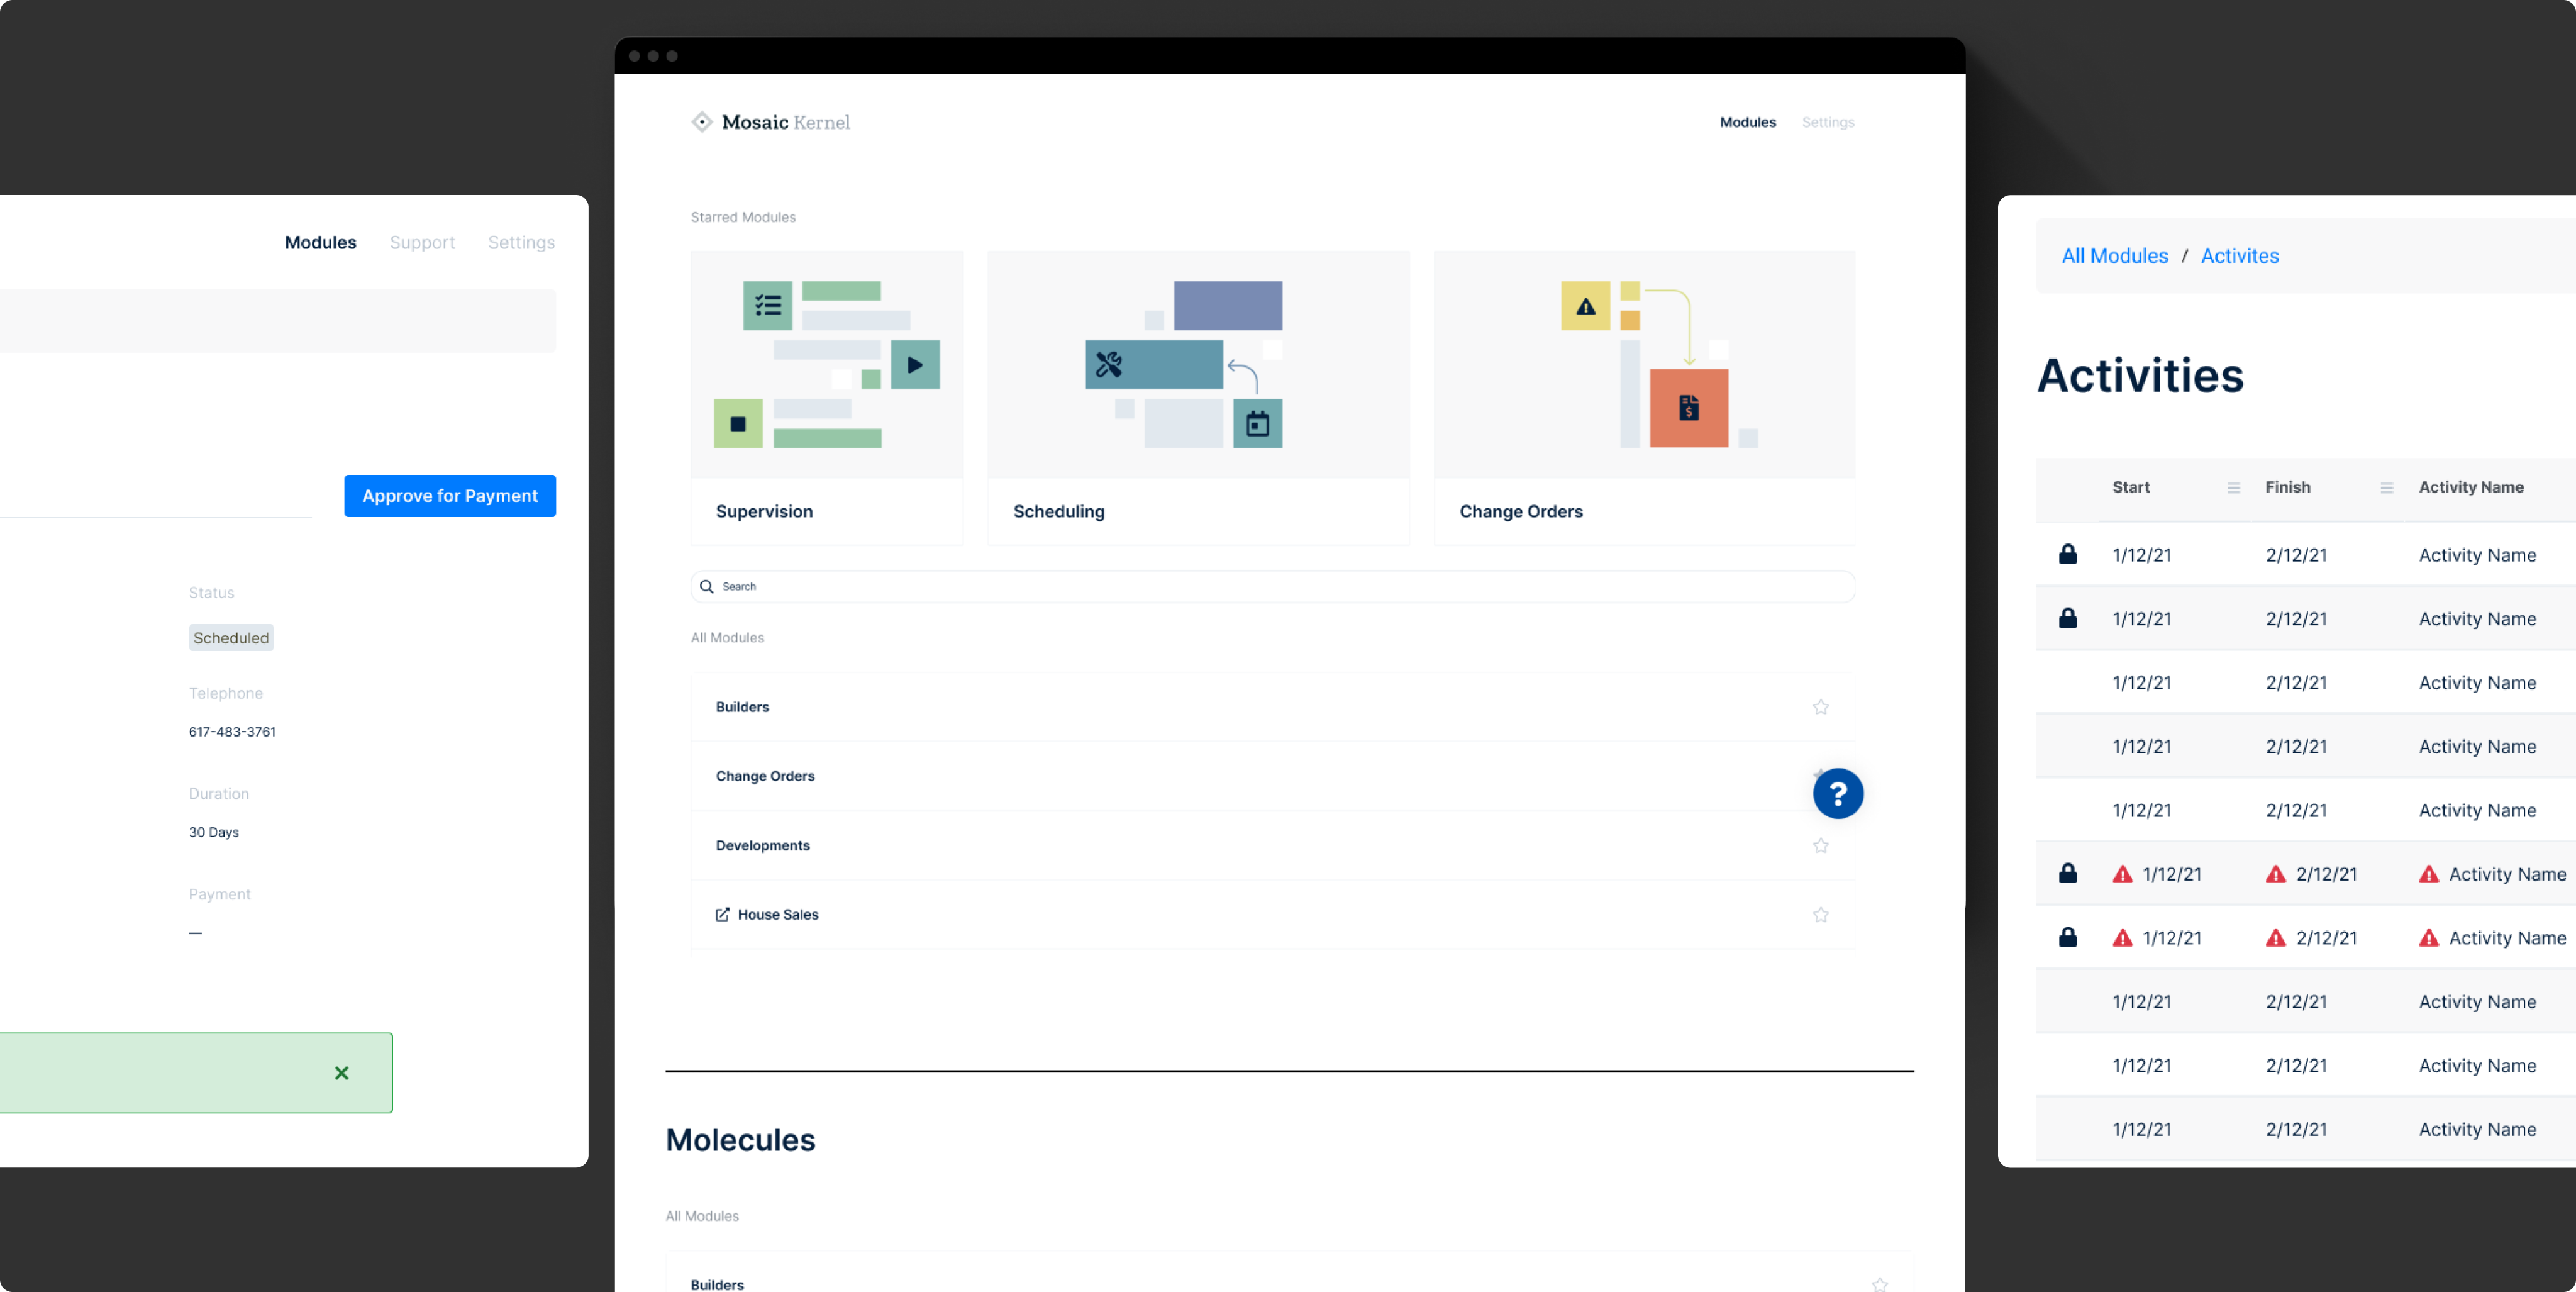 Modules Support Settings
Approve for Payment
Status
Scheduled
Telephone
617-483-3761
Duration
30 Days
Payment
—
Mosaic Kernel
Modules Settings
Starred Modules
Supervision
Scheduling
Change Orders
Search
All Modules
Builders
Change Orders
Developments
House Sales
Molecules
All Modules
Builders
All Modules / Activites
Activities
Start Finish Activity Name
1/12/21 2/12/21 Activity Name
1/12/21 2/12/21 Activity Name
1/12/21 2/12/21 Activity Name
1/12/21 2/12/21 Activity Name
1/12/21 2/12/21 Activity Name
1/12/21 2/12/21 Activity Name
1/12/21 2/12/21 Activity Name
1/12/21 2/12/21 Activity Name
1/12/21 2/12/21 Activity Name
1/12/21 2/12/21 Activity Name